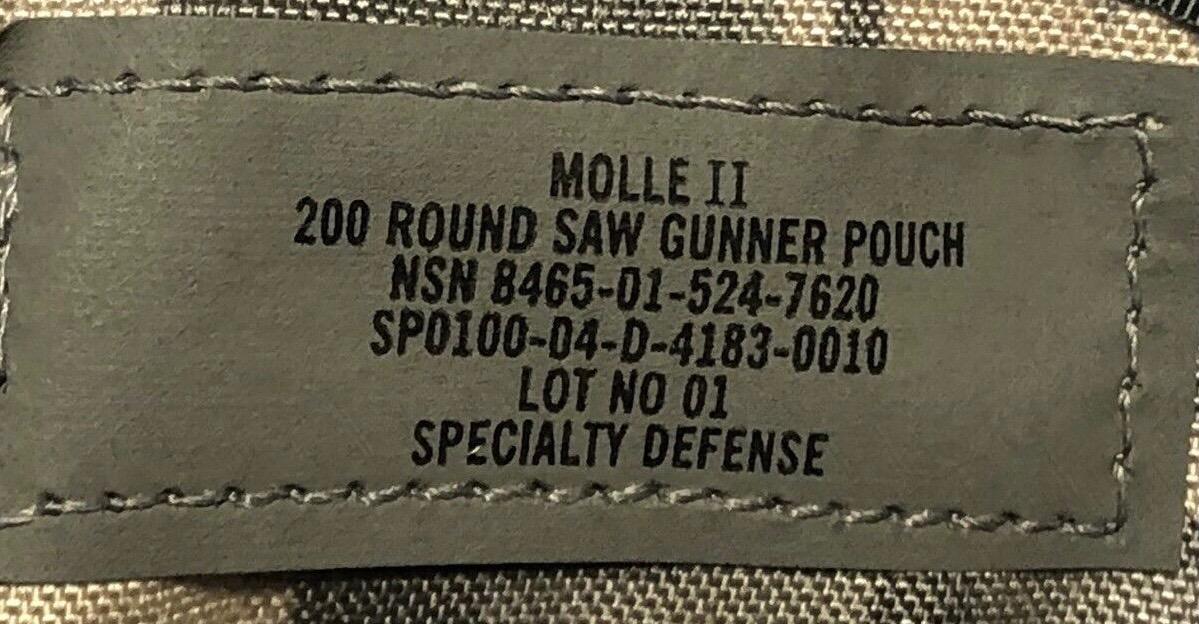 MOLLE II
200 ROUND SAW GUNNER POUCH
NSN 8465-01-524-7620
SP0100-04-D-4183-0010
LOT NO 01
SPECIALTY DEFENSE